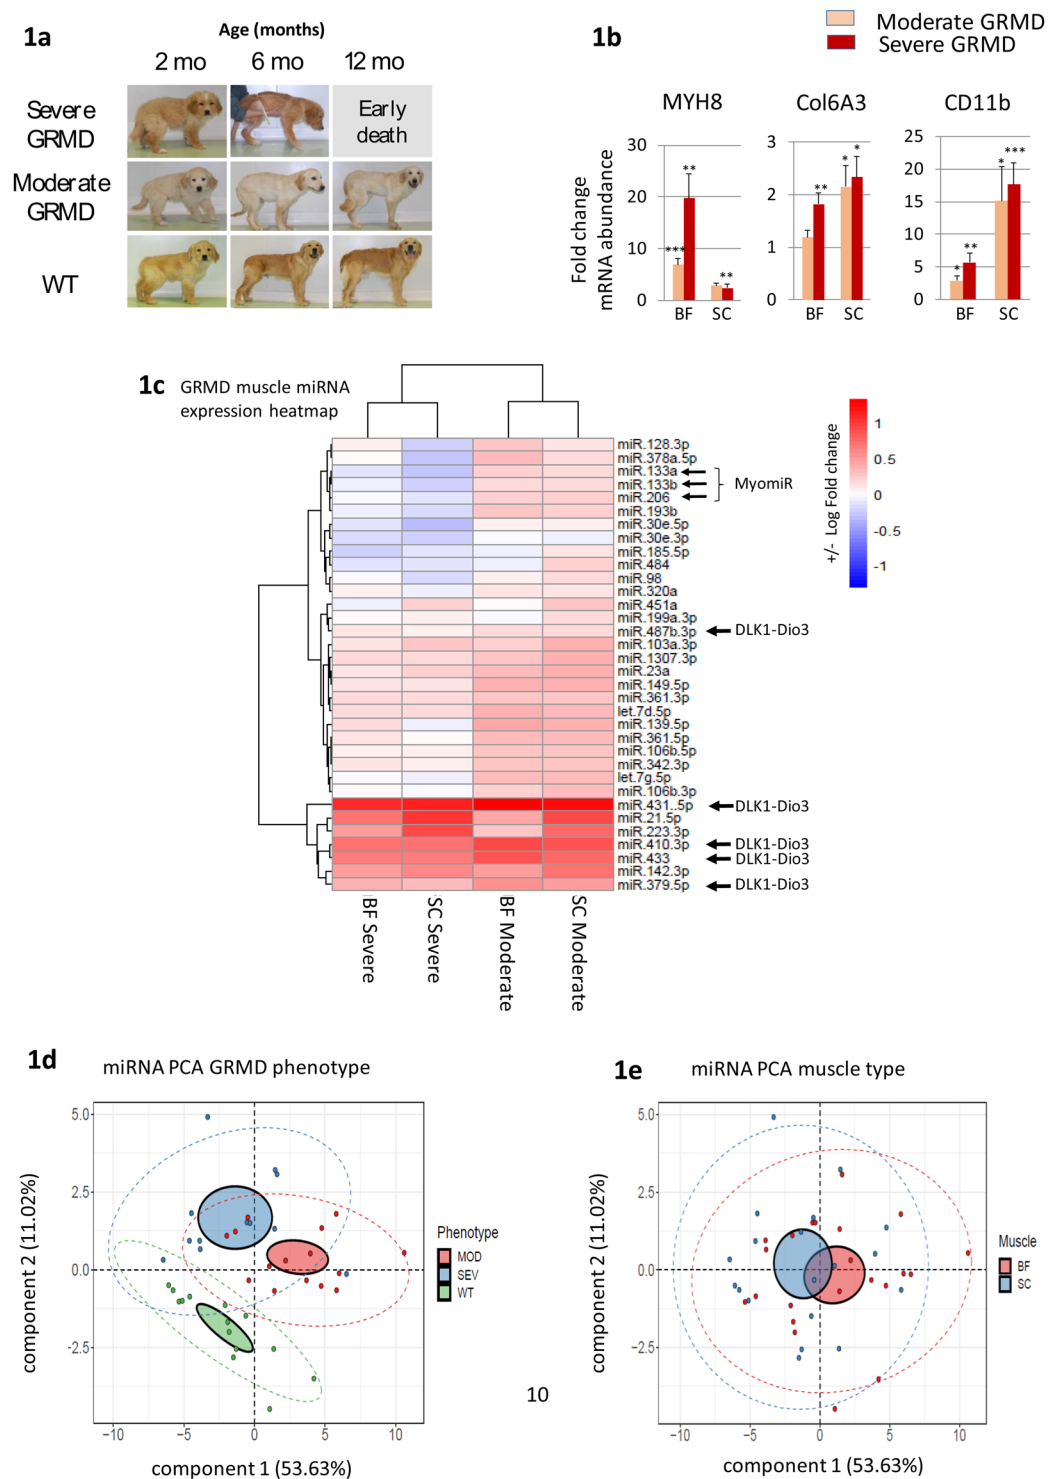 1a
Age (months)
2 mo
6 mo
12 mo
Severe
GRMD
Early
death
Moderate
GRMD
WT
1b
Moderate GRMD
Severe GRMD
MYH8
Col6A3
CD11b
Fold change
mRNA abundance
30
20
10
0
***
**
**
BF
SC
3
2
1
0
**
*
*
BF
SC
25
20
15
10
5
0
*
**
*
***
BF
SC
1c
GRMD muscle miRNA
expression heatmap
miR.128.3p
miR.378a.5p
miR.133a
miR.133b
miR.206
MyomiR
miR.193b
miR.30e.5p
miR.30e.3p
miR.185.5p
miR.484
miR.98
miR.320a
miR.451a
miR.199a.3p
miR.487b.3p
DLK1-Dio3
miR.103a.3p
miR.1307.3p
miR.23a
miR.149.5p
miR.361.3p
let.7d.5p
miR.139.5p
miR.361.5p
miR.106b.5p
miR.342.3p
let.7g.5p
miR.106b.3p
miR.431..5p
DLK1-Dio3
miR.21.5p
miR.223.3p
miR.410.3p
DLK1-Dio3
miR.433
DLK1-Dio3
miR.142.3p
miR.379.5p
DLK1-Dio3
BF Severe
SC Severe
BF Moderate
SC Moderate
+/- Log Fold change
1
0.5
0
-0.5
-1
1d
miRNA PCA GRMD phenotype
component 2 (11.02%)
5.0
2.5
0.0
-2.5
-10
-5
0
5
10
component 1 (53.63%)
Phenotype
MOD
SEV
WT
10
1e
miRNA PCA muscle type
component 2 (11.02%)
5.0
2.5
0.0
-2.5
-10
-5
0
5
10
component 1 (53.63%)
Muscle
BF
SC